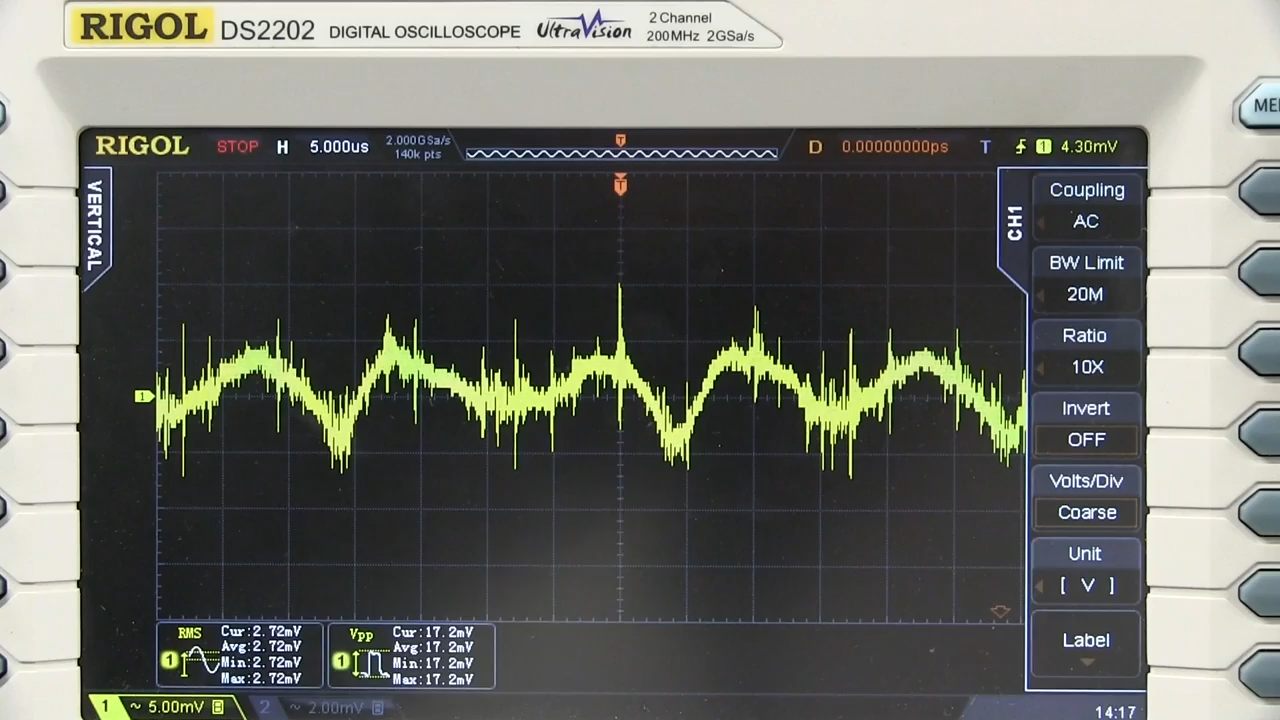 RIGOL DS2202 DIGITAL OSCILLOSCOPE UltraVision 2 Channel
200MHz 2GSa/s
RIGOL STOP H 5.000us 2.000GSa/s
140k pts
T
D 0.00000000ps T 1 4.30mV
T
VERTICAL
CH1
Coupling
AC
BW Limit
20M
Ratio
10X
Invert
OFF
Volts/Div
Coarse
Unit
[ V ]
Label
1
RMS
1
Cur:2.72mV
Avg:2.72mV
Min:2.72mV
Max:2.72mV
Vpp
1
Cur:17.2mV
Avg:17.2mV
Min:17.2mV
Max:17.2mV
1 ~ 5.00mV B
2 ~ 2.00mV B
14:17